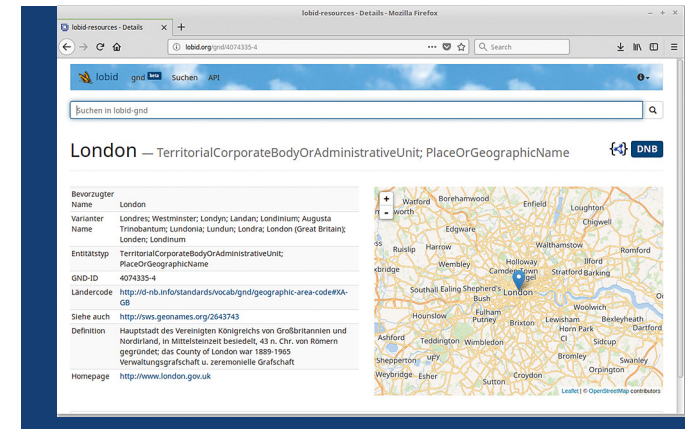 lobid-resources - Details - Mozilla Firefox
lobid-resources - Details
lobid.org/gnd/4074335-4
Search
lobid gnd beta Suchen API
Suchen in lobid-gnd
London — TerritorialCorporateBodyOrAdministrativeUnit; PlaceOrGeographicName
DNB
Bevorzugter
Name London
Varianter Londres; Westminster; Londyn; Landan; Londinium; Augusta
Name Trinobantum; Lundonia; Lundun; Londra; London (Great Britain);
Londen; Londinum
Entitätstyp TerritorialCorporateBodyOrAdministrativeUnit;
PlaceOrGeographicName
GND-ID 4074335-4
Ländercode http://d-nb.info/standards/vocab/gnd/geographic-area-code#XA-
GB
Siehe auch http://sws.geonames.org/2643743
Definition Hauptstadt des Vereinigten Königreichs von Großbritannien und
Nordirland, in Mittelsteinzeit besiedelt, 43 n. Chr. von Römern
gegründet; das County of London war 1889-1965
Verwaltungsgrafschaft u. zeremonielle Grafschaft
Homepage http://www.london.gov.uk
+
-
Watford Borehamwood Enfield Loughton
worth
Chigwell
Edgware
Ruislip Harrow Walthamstow Romford
Wembley Holloway Ilford
xbridge Camden Town Stratford Barking
gel
Southall Ealing Shepherd's London
Bush
Woolwich
Hounslow Fulham
Putney Brixton Lewisham Bexleyheath
Horn Park Dartford
Ashford Teddington Wimbledon Cl Sidcup
Shepperton upy Bromley Swanley
Weybridge Esher Croydon Orpington
Sutton
Leaflet | © OpenStreetMap contributors